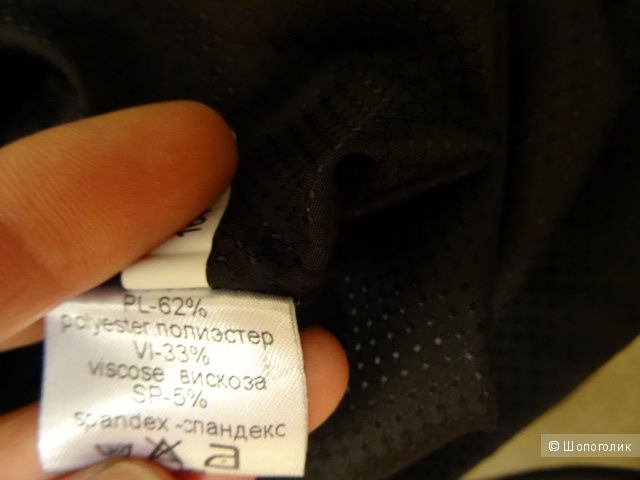 PL-62%
polyester.полиэстер
VI-33%
viscose вискоза
SP-5%
spandex -спандекс
© Шопоголик